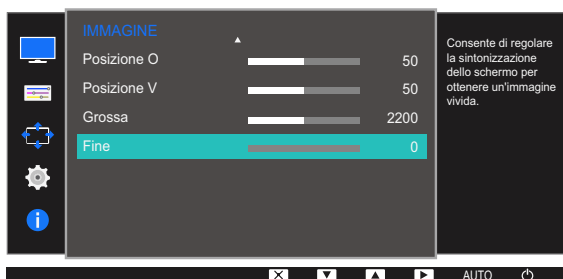 IMMAGINE
Posizione O 50
Posizione V 50
Grossa 2200
Fine 0
Consente di regolare
la sintonizzazione
dello schermo per
ottenere un'immagine
vivida.
AUTO